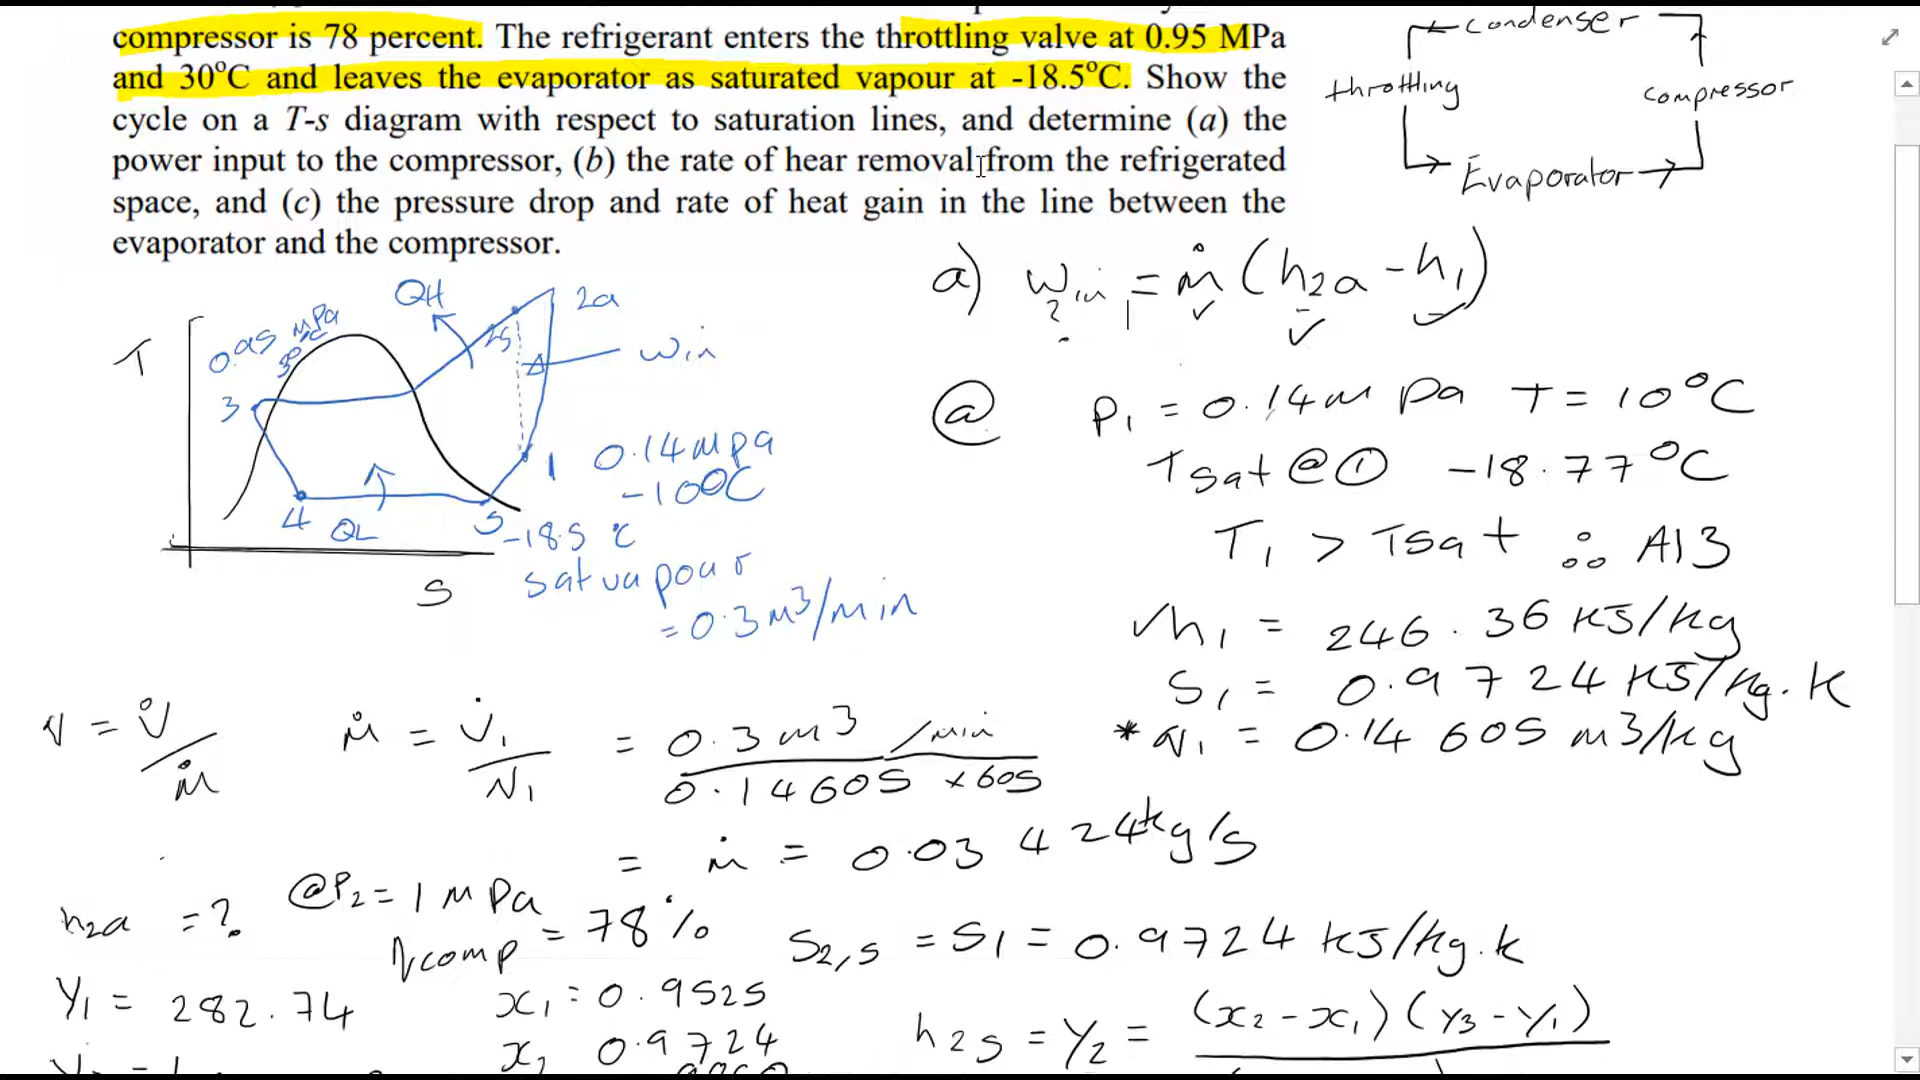 compressor is 78 percent. The refrigerant enters the throttling valve at 0.95 MPa
and 30°C and leaves the evaporator as saturated vapour at -18.5°C. Show the
cycle on a T-s diagram with respect to saturation lines, and determine (a) the
power input to the compressor, (b) the rate of hear removal from the refrigerated
space, and (c) the pressure drop and rate of heat gain in the line between the
evaporator and the compressor.
condenser
throttling
compressor
Evaporator
T
0.95 MPa
30°C
QH
2s
2a
Win
3
1 0.14 MPa
-10°C
4
QL
5
-18.5 °C
sat vapour
= 0.3 m³/min
S
a) Win = ṁ (h2a - h1)
?
@ P1 = 0.14 m Pa T = 10°C
Tsat @ ① -18.77°C
T1 > Tsat ∴ A13
h1 = 246.36 KJ/Kg
S1 = 0.9724 KJ/Kg.K
* v1 = 0.14605 m3/kg
v = V̇ / ṁ
ṁ = V̇1 / v1 = 0.3 m3 /min / 0.14605 x 60s
= ṁ = 0.03424 kg/s
h2a = ? @P2 = 1 MPa
ηcomp = 78%
S2,s = S1 = 0.9724 KJ/kg.k
Y1 = 282.74
x1 = 0.9525
x2 0.9724
h2s = Y2 = (x2 - x1) (Y3 - Y1)